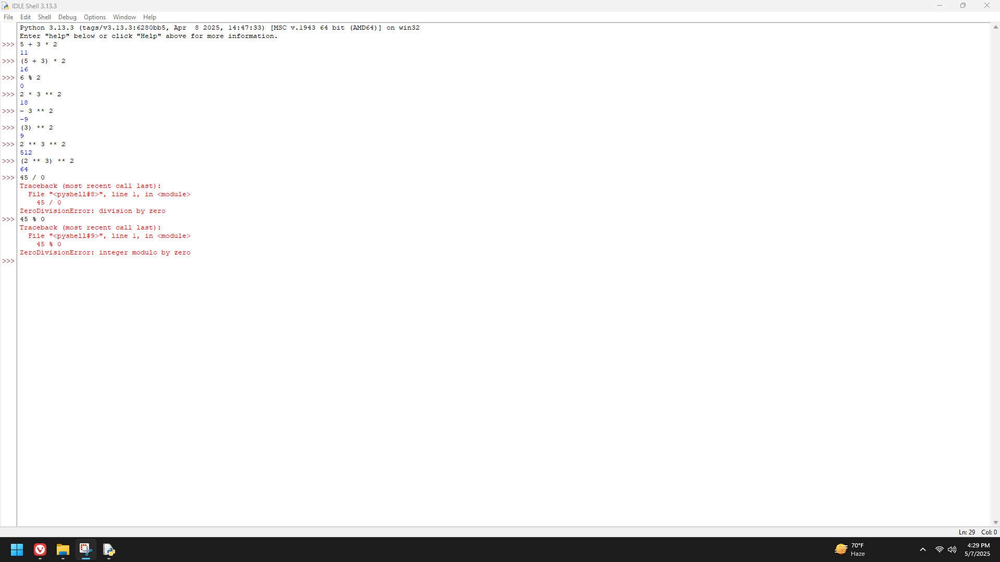 IDLE Shell 3.13.3
File Edit Shell Debug Options Window Help
Python 3.13.3 (tags/v3.13.3:6280bb5, Apr  8 2025, 14:47:33) [MSC v.1943 64 bit (AMD64)] on win32
Enter "help" below or click "Help" above for more information.
>>> 5 + 3 * 2
11
>>> (5 + 3) * 2
16
>>> 6 % 2
0
>>> 2 * 3 ** 2
18
>>> - 3 ** 2
-9
>>> (3) ** 2
9
>>> 2 ** 3 ** 2
512
>>> (2 ** 3) ** 2
64
>>> 45 / 0
Traceback (most recent call last):
  File "<pyshell#8>", line 1, in <module>
    45 / 0
ZeroDivisionError: division by zero
>>> 45 % 0
Traceback (most recent call last):
  File "<pyshell#9>", line 1, in <module>
    45 % 0
ZeroDivisionError: integer modulo by zero
>>>
Ln: 29 Col: 0
70°F
Haze
4:29 PM
5/7/2025